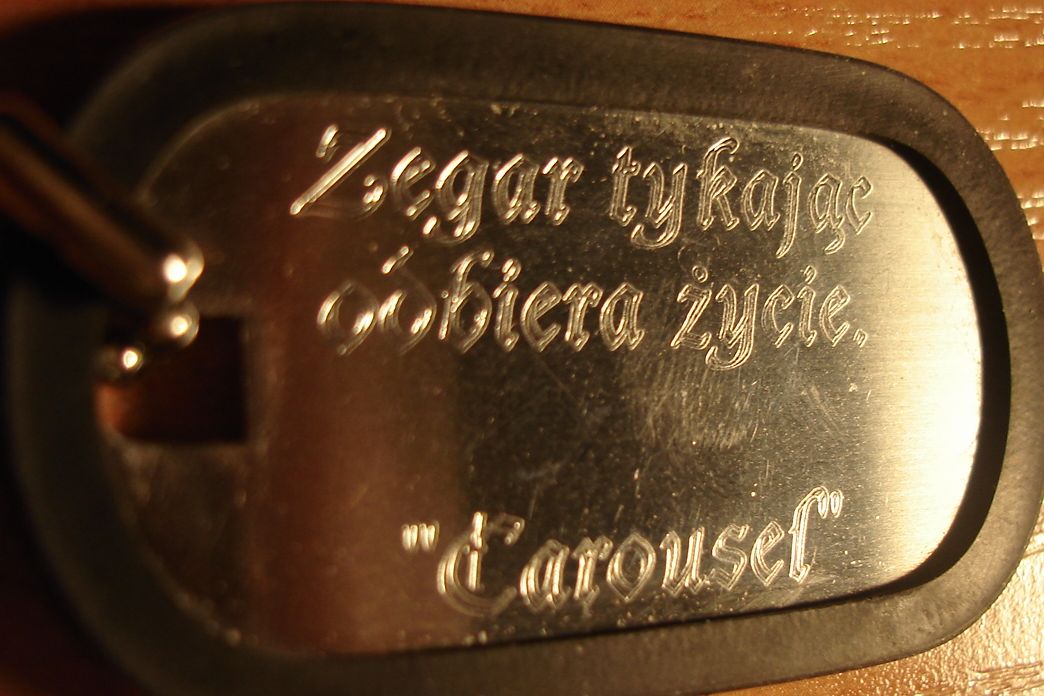 Zegar tykając
odbiera życie.
"Carousel"